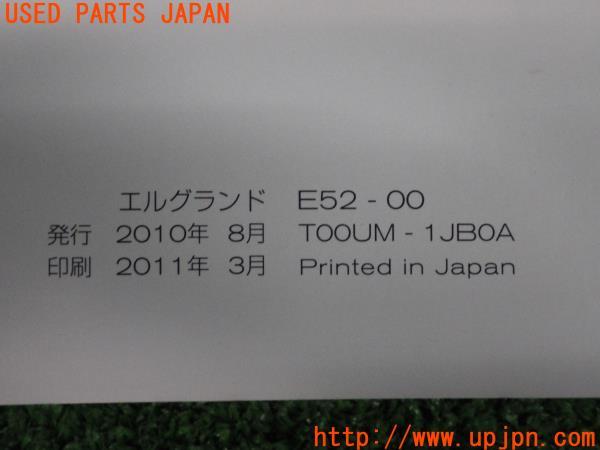 USED PARTS JAPAN
エルグランド E52-00
発行 2010年 8月 T00UM-1JB0A
印刷 2011年 3月 Printed in Japan
http://www.upjpn.com/